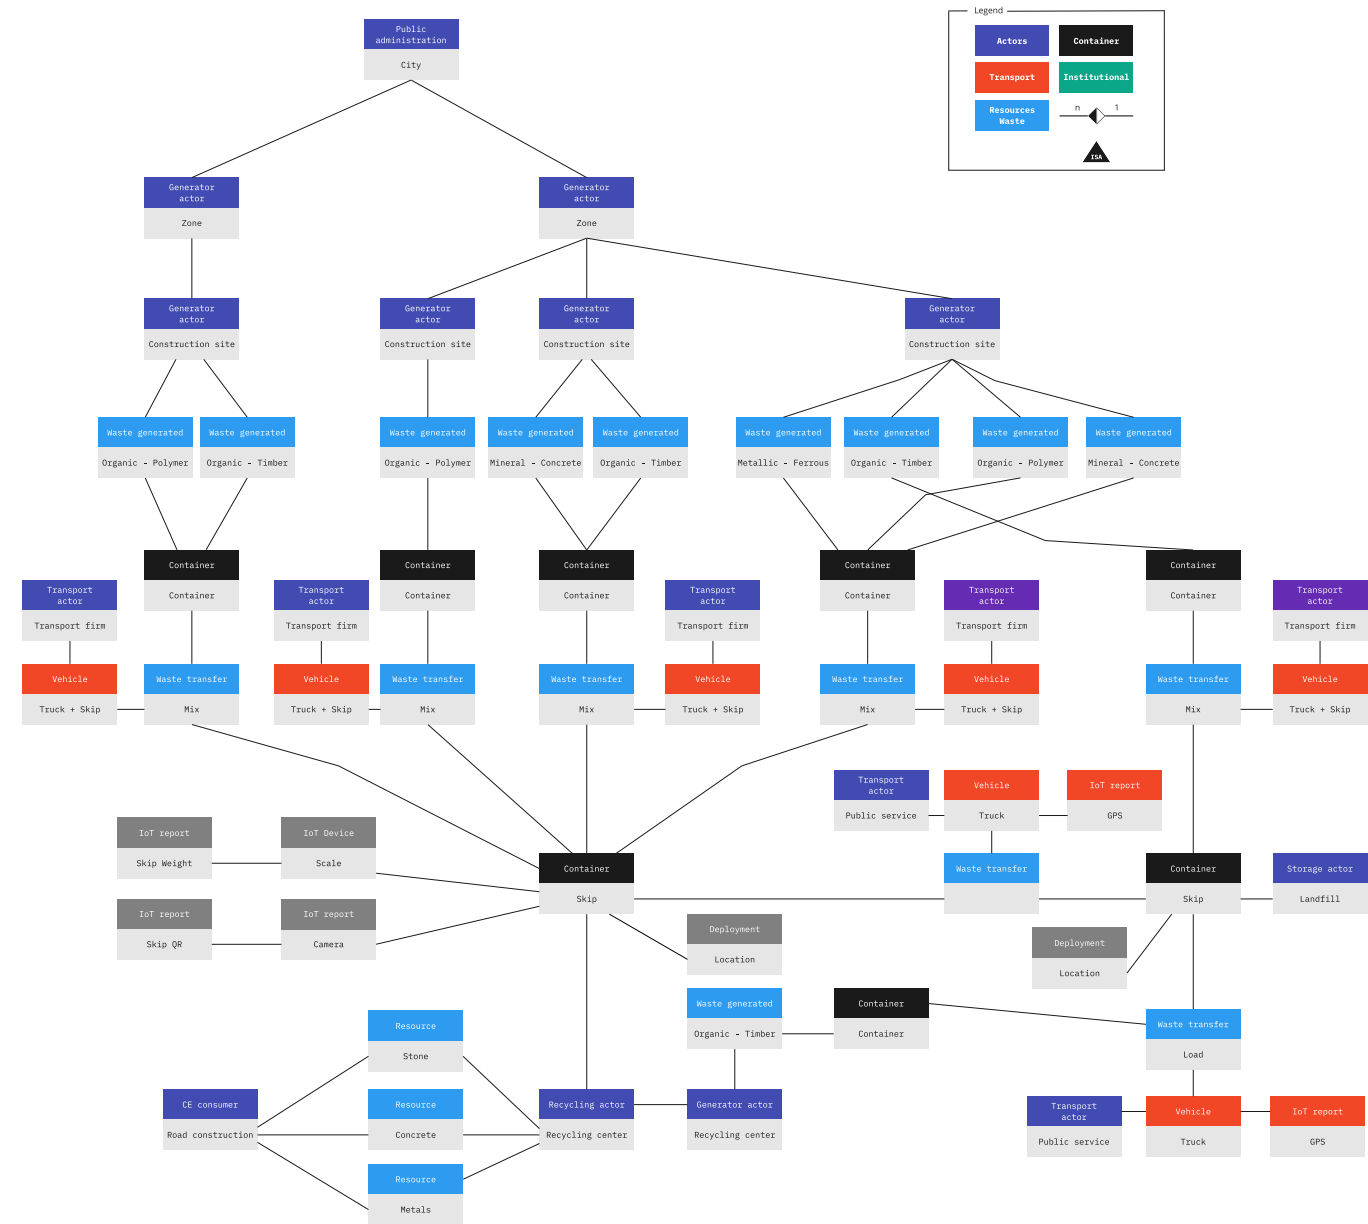 Legend
Actors
Container
Transport
Institutional
Resources
Waste
n
1
ISA
Public
administration
City
Generator
actor
Zone
Generator
actor
Zone
Generator
actor
Construction site
Generator
actor
Construction site
Generator
actor
Construction site
Generator
actor
Construction site
Waste generated
Organic - Polymer
Waste generated
Organic - Timber
Waste generated
Organic - Polymer
Waste generated
Mineral - Concrete
Waste generated
Organic - Timber
Waste generated
Metallic - Ferrous
Waste generated
Organic - Timber
Waste generated
Organic - Polymer
Waste generated
Mineral - Concrete
Container
Container
Container
Container
Container
Container
Container
Container
Container
Container
Transport
actor
Transport firm
Transport
actor
Transport firm
Transport
actor
Transport firm
Transport
actor
Transport firm
Transport
actor
Transport firm
Vehicle
Truck + Skip
Waste transfer
Mix
Vehicle
Truck + Skip
Waste transfer
Mix
Waste transfer
Mix
Vehicle
Truck + Skip
Waste transfer
Mix
Vehicle
Truck + Skip
Waste transfer
Mix
Vehicle
Truck + Skip
Transport
actor
Public service
Vehicle
Truck
IoT report
GPS
IoT report
Skip Weight
IoT Device
Scale
Container
Skip
Waste transfer
Container
Skip
Storage actor
Landfill
IoT report
Skip QR
IoT report
Camera
Deployment
Location
Deployment
Location
Waste generated
Organic - Timber
Container
Container
Waste transfer
Load
Resource
Stone
CE consumer
Road construction
Resource
Concrete
Recycling actor
Recycling center
Generator actor
Recycling center
Transport
actor
Public service
Vehicle
Truck
IoT report
GPS
Resource
Metals